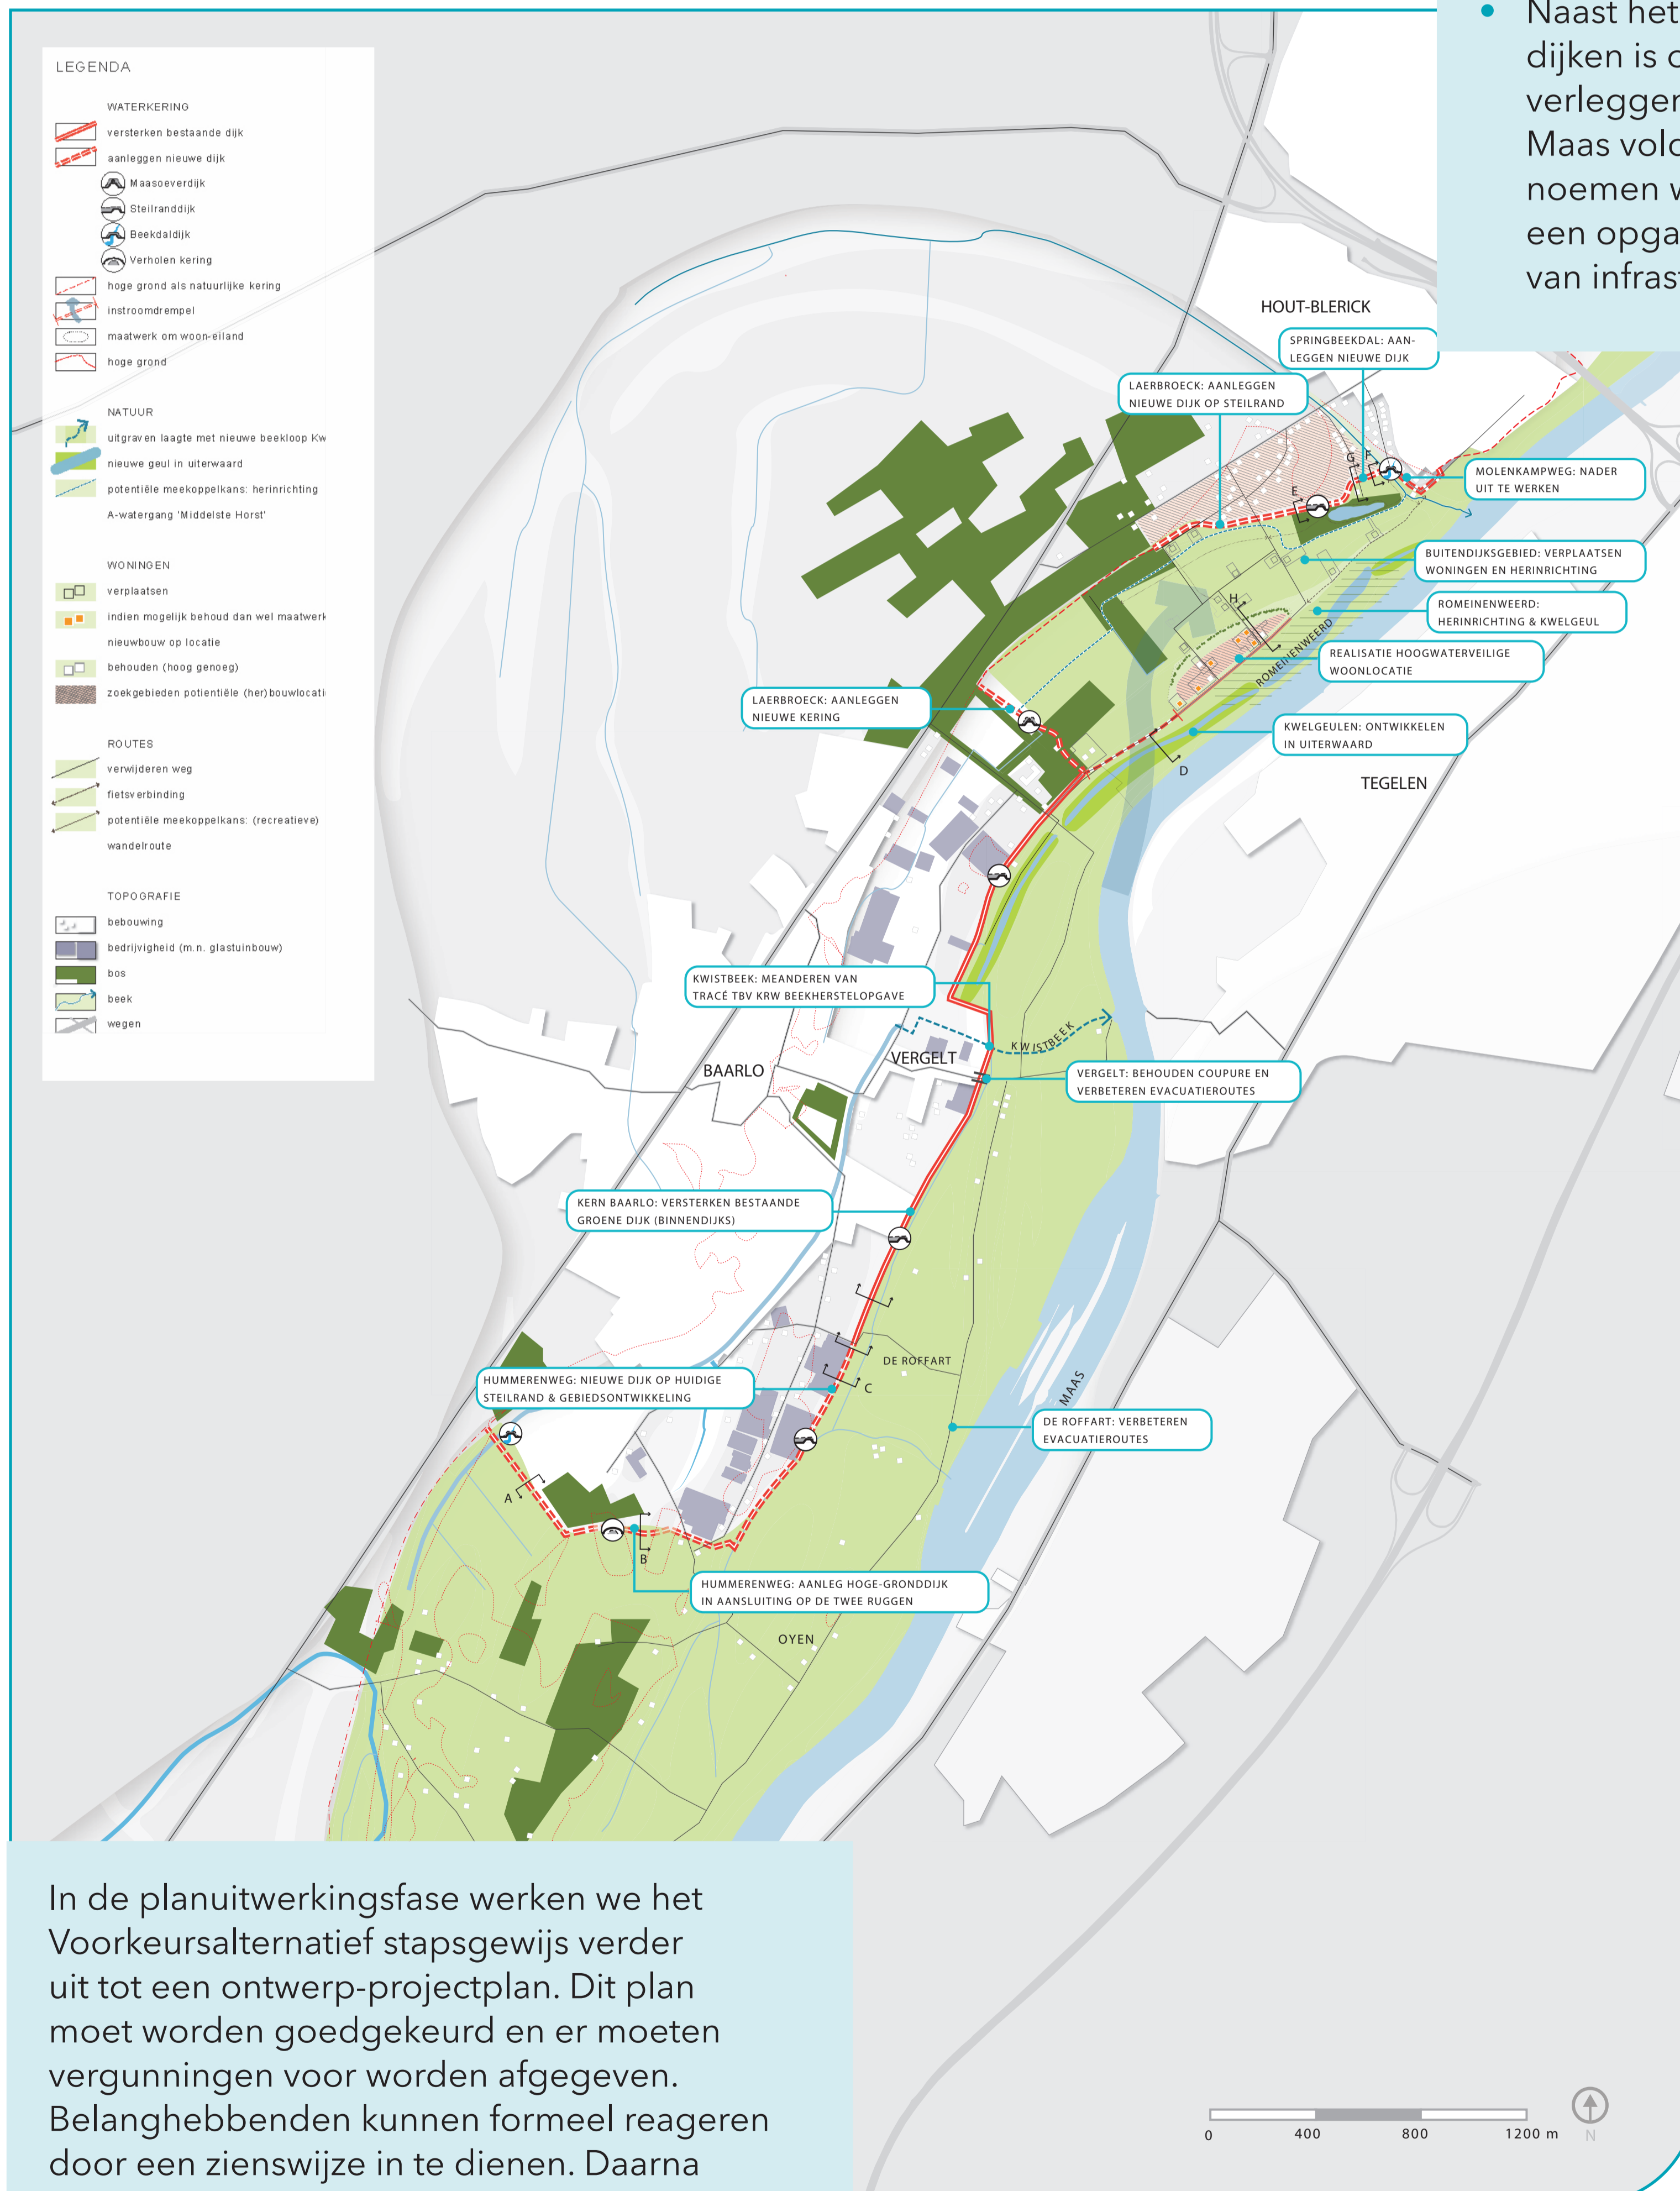 Naast het
dijken is
verlegge
Maas
noemen
een
van
LEGENDA
WATERKERING
versterken bestaande dijk
aanleggen nieuwe dijk
Maasoeverdijk
Steilranddijk
Beekdaldijk
Verholen kering
hoge grond als natuurlijke kering
instroomdrempel
maatwerk om woon-eiland
hoge grond
NATUUR
uitgraven laagte met nieuwe beekloop Kw
nieuwe geul in uiterwaard
potentiële meekoppelkans: herinrichting
A-watergang 'Middelste Horst'
WONINGEN
verplaatsen
indien mogelijk behoud dan wel maatwerk
nieuwbouw op locatie
behouden (hoog genoeg)
zoekgebieden potientiële (her)bouwlocati
ROUTES
verwijderen weg
fietsverbinding
potentiële meekoppelkans: (recreatieve)
wandelroute
TOPOGRAFIE
bebouwing
bedrijvigheid (m.n. glastuinbouw)
bos
beek
wegen
HOUT-BLERICK
SPRINGBEEKDAL: AAN-
LEGGEN NIEUWE DIJK
LAERBROECK: AANLEGGEN
NIEUWE DIJK OP STEILRAND
G
F
MOLENKAMPWEG: NADER
UIT TE WERKEN
E
BUITENDIJKSGEBIED: VERPLAATSEN
WONINGEN EN HERINRICHTING
H
ROMEINENWEERD:
HERINRICHTING & KWELGEUL
ROMEINENWEERD
REALISATIE HOOGWATERVEILIGE
WOONLOCATIE
LAERBROECK: AANLEGGEN
NIEUWE KERING
KWELGEULEN: ONTWIKKELEN
IN UITERWAARD
D
TEGELEN
KWISTBEEK: MEANDEREN VAN
TRACÉ TBV KRW BEEKHERSTELOPGAVE
KWISTBEEK
VERGELT
BAARLO
VERGELT: BEHOUDEN COUPURE EN
VERBETEREN EVACUATIEROUTES
KERN BAARLO: VERSTERKEN BESTAANDE
GROENE DIJK (BINNENDIJKS)
DE ROFFART
HUMMERENWEG: NIEUWE DIJK OP HUIDIGE
STEILRAND & GEBIEDSONTWIKKELING
C
MAAS
DE ROFFART: VERBETEREN
EVACUATIEROUTES
A
B
HUMMERENWEG: AANLEG HOGE-GRONDDIJK
IN AANSLUITING OP DE TWEE RUGGEN
OYEN
In de planuitwerkingsfase werken we het
Voorkeursalternatief stapsgewijs verder
uit tot een ontwerp-projectplan. Dit plan
moet worden goedgekeurd en er moeten
vergunningen voor worden afgegeven.
Belanghebbenden kunnen formeel reageren
door een zienswijze in te dienen. Daarna
0 400 800 1200 m
N